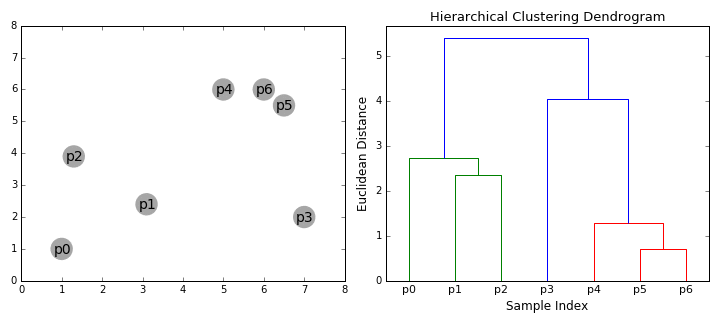 Hierarchical Clustering Dendrogram
8
7
6
5
4
3
2
1
0
p4 p6
p5
p2
p1
p3
p0
0 1 2 3 4 5 6 7 8
Euclidean Distance
5
4
3
2
1
0
p0 p1 p2 p3 p4 p5 p6
Sample Index